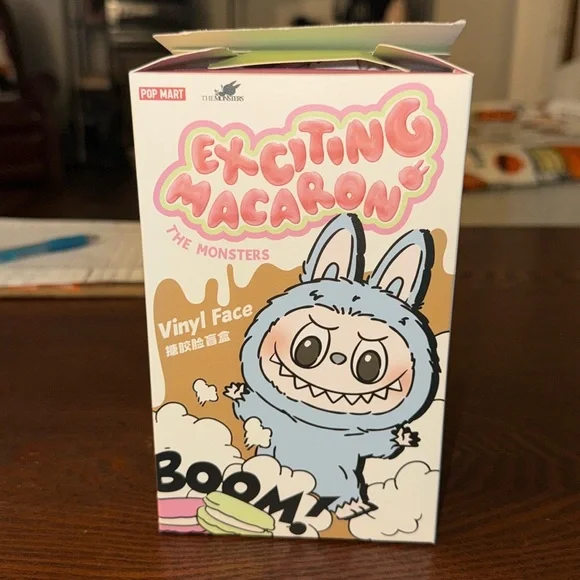 POP MART
THE MONSTERS
EXCITING
MACARON
THE MONSTERS
Vinyl Face
搪胶脸盲盒
BOOM!